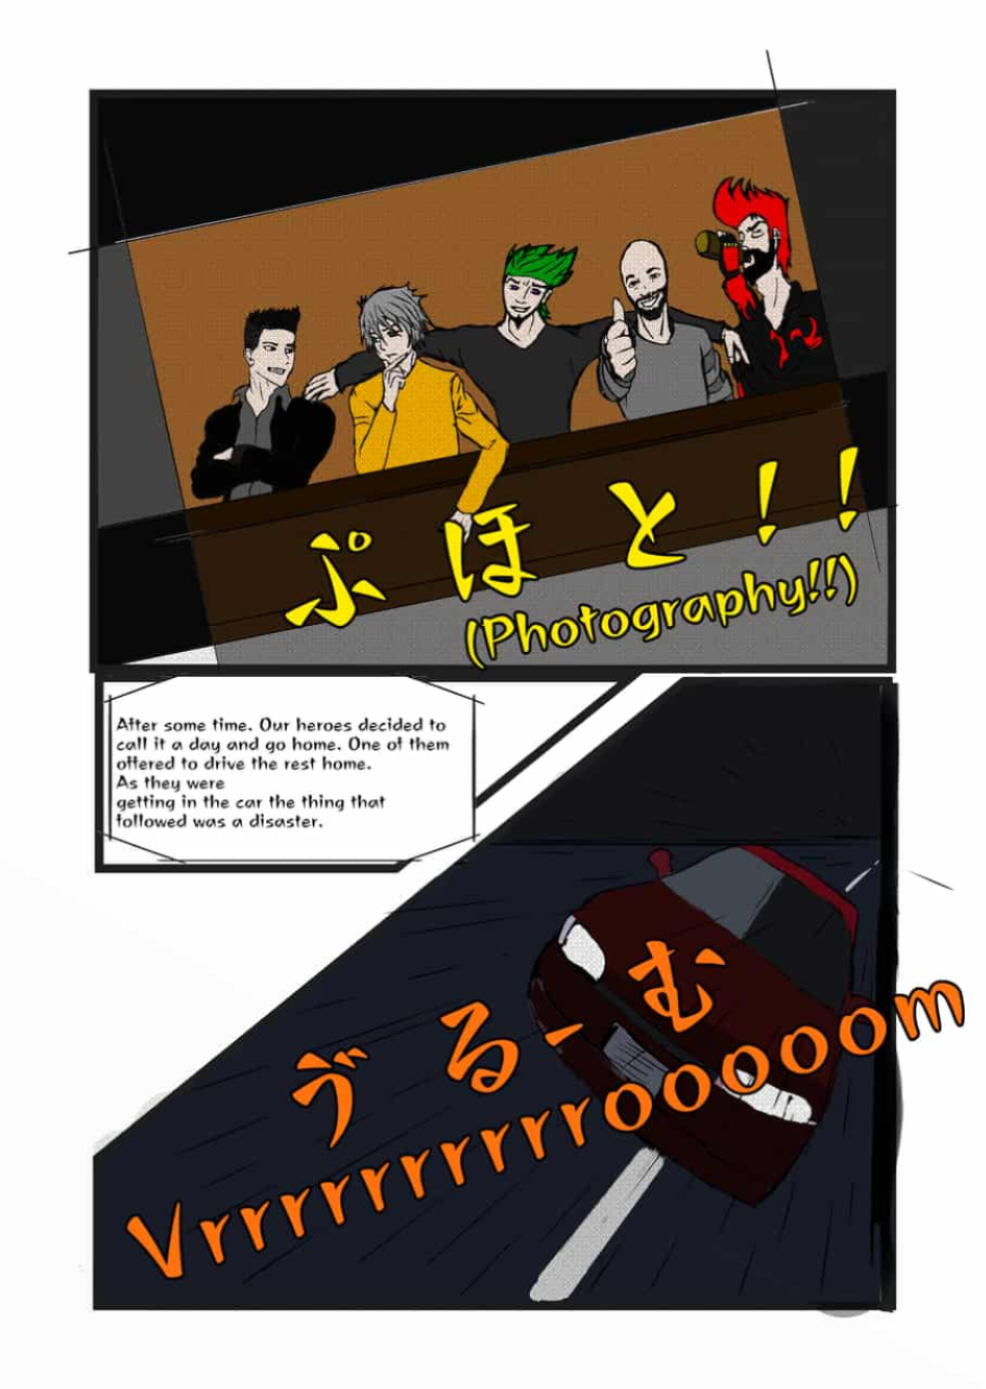 ぷほと!!
(Photography!!)
After some time. Our heroes decided to
call it a day and go home. One of them
offered to drive the rest home.
As they were
getting in the car the thing that
followed was a disaster.
ゔるーむ
Vrrrrrrrrrooooom